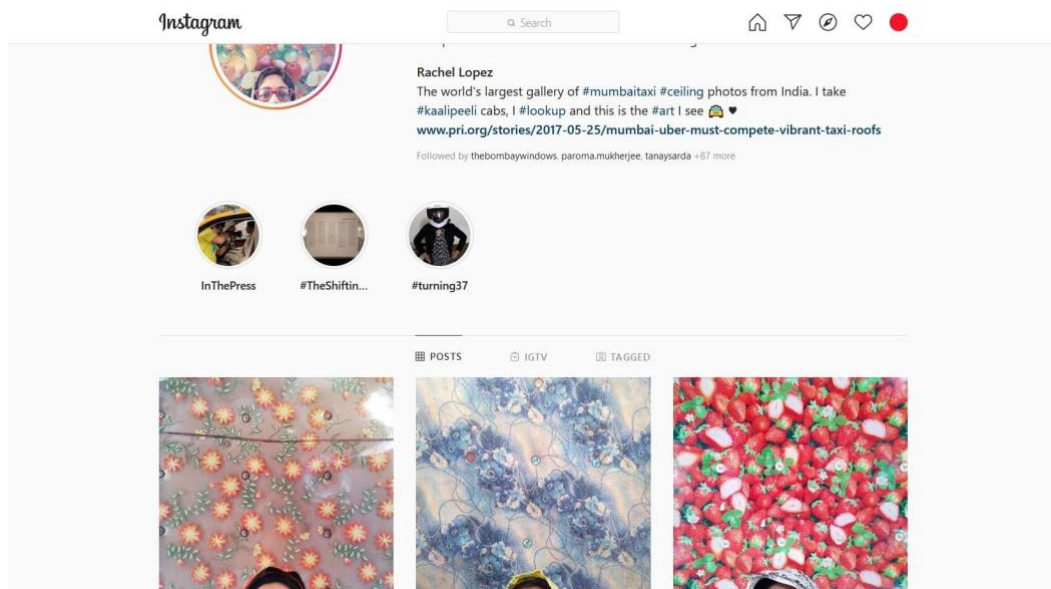 Instagram
Search
Rachel Lopez
The world's largest gallery of #mumbaitaxi #ceiling photos from India. I take
#kaalipeeli cabs, I #lookup and this is the #art I see 🚖 ♥
www.pri.org/stories/2017-05-25/mumbai-uber-must-compete-vibrant-taxi-roofs
Followed by thebombaywindows, paroma.mukherjee, tanaysarda +87 more
InThePress #TheShiftin... #turning37
POSTS IGTV TAGGED